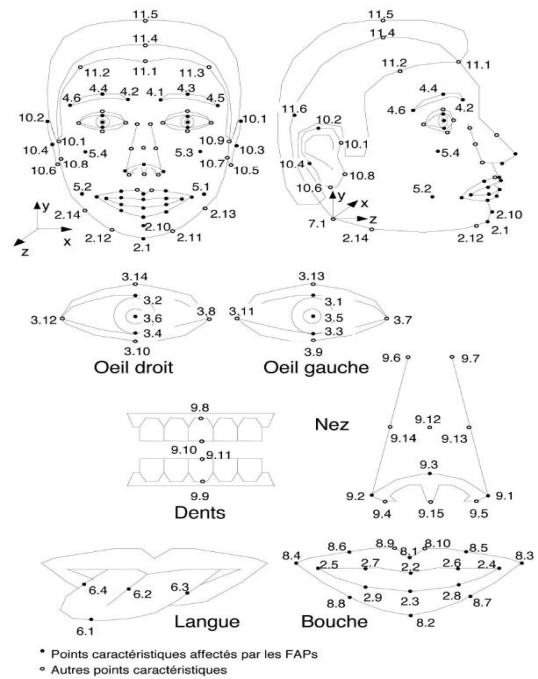 11.5 11.5
11.4 11.4
11.2 11.1 11.3 11.2 11.1
4.4 4.3 4.4
4.6 4.2 4.1 4.5 4.6 4.2
11.6
10.2 10.1 10.2
10.1 10.9 10.3 10.1
10.4 10.4
5.4 5.3 10.7 5.4
10.6 10.8 10.5 10.8
10.6
5.2 5.1 5.2
y y
2.14 2.13 x 2.10
x 2.10 7.1 z 2.1
z 2.12 2.11 2.14 2.12
2.1
3.14 3.13
3.2 3.1
3.12 3.6 3.8 3.11 3.5 3.7
3.4 3.3
3.10 3.9
Oeil droit Oeil gauche
9.6 9.7
9.8
Nez 9.12
9.14 9.13
9.10 9.11
9.3
9.9 9.2 9.1
9.4 9.15 9.5
Dents
8.9 8.10
8.6 8.1 8.5
8.4 8.3
2.5 2.7 2.2 2.6 2.4
6.4 6.2 6.3
2.9 2.3 2.8
8.8 8.7
6.1 8.2
Langue Bouche
Points caractéristiques affectés par les FAPs
Autres points caractéristiques